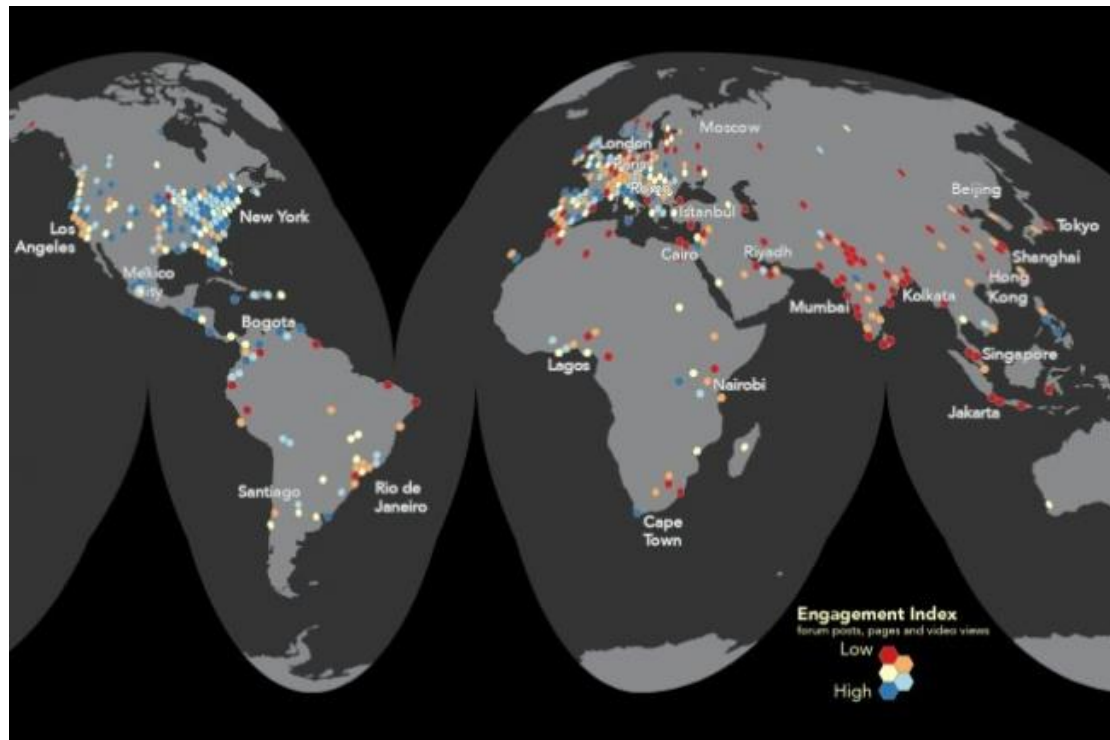 Moscow
London
Paris
Rome
Beijing
New York
Istanbul
Los
Angeles
Tokyo
Cairo
Riyadh
Shanghai
Mexico
City
Hong
Kong
Kolkata
Mumbai
Bogota
Singapore
Lagos
Nairobi
Jakarta
Santiago
Rio de
Janeiro
Cape
Town
Engagement Index
forum posts, pages and video views
Low
High